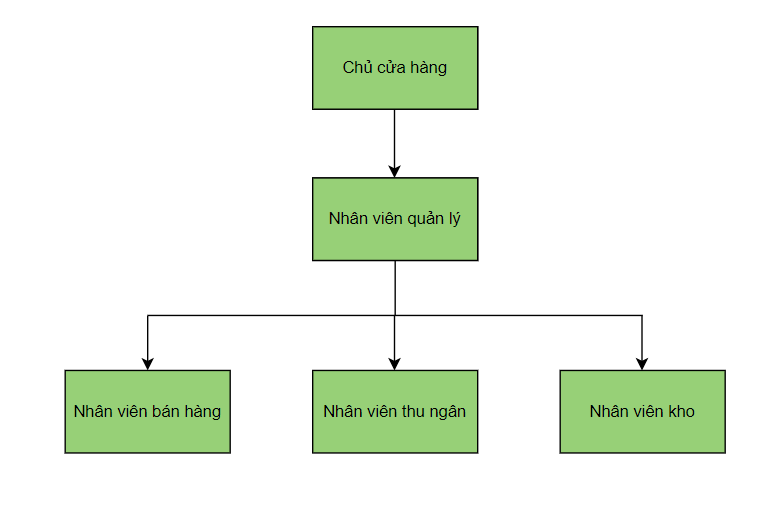 Chủ cửa hàng
Nhân viên quản lý
Nhân viên bán hàng
Nhân viên thu ngân
Nhân viên kho